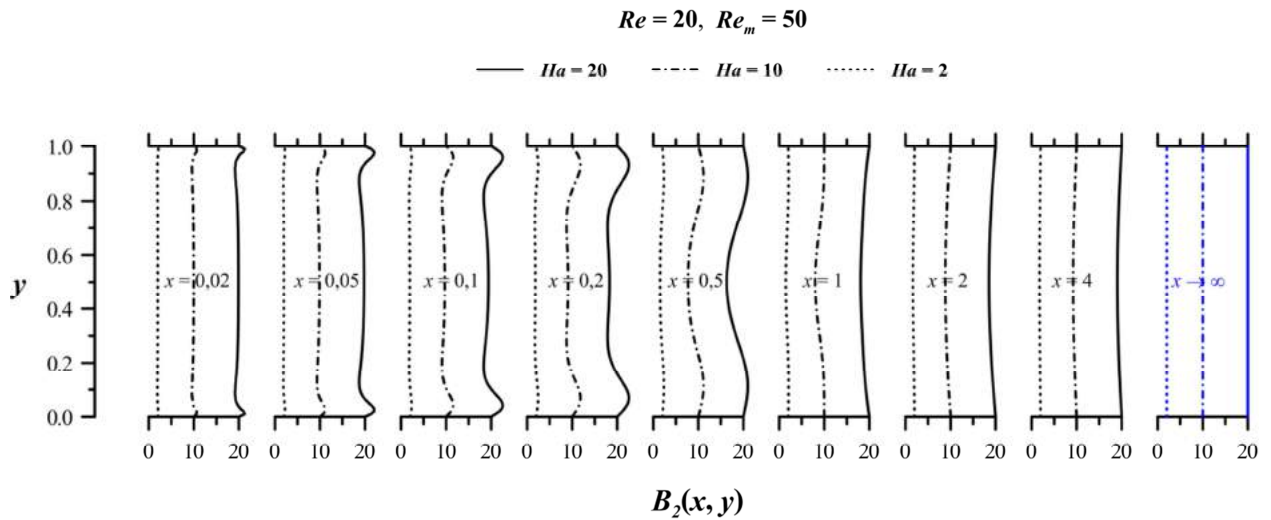 Re = 20, Re_m = 50
Ha = 20 Ha = 10 Ha = 2
1.0
0.8
0.6
0.4
0.2
0.0
y
x = 0,02 x = 0,05 x = 0,1 x = 0,2 x = 0,5 x = 1 x = 2 x = 4 x → ∞
0 10 20 0 10 20 0 10 20 0 10 20 0 10 20 0 10 20 0 10 20 0 10 20 0 10 20
B₂(x, y)